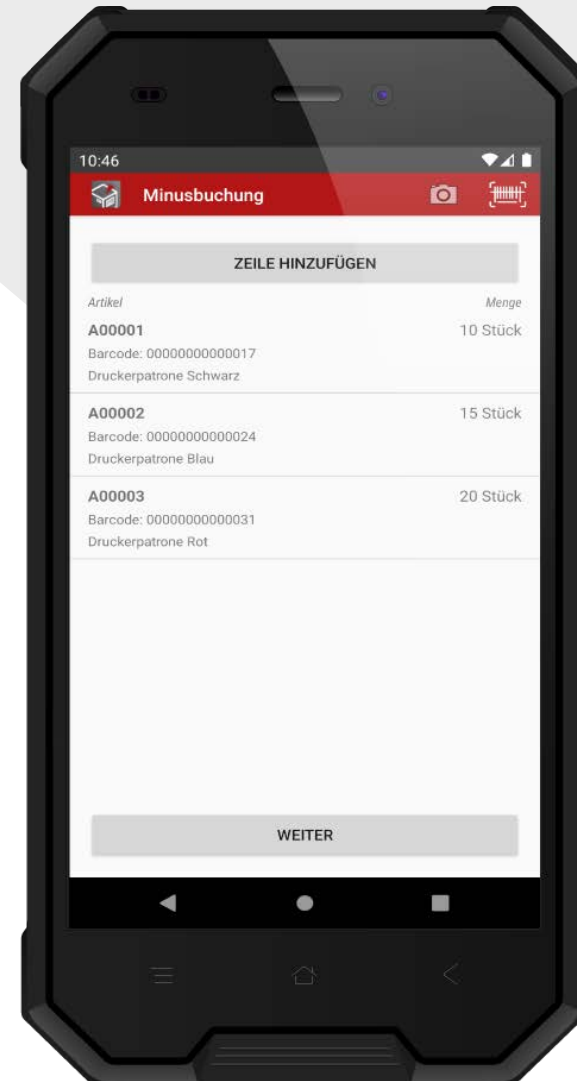 10:46
Minusbuchung
ZEILE HINZUFÜGEN
Artikel Menge
A00001 10 Stück
Barcode: 00000000000017
Druckerpatrone Schwarz
A00002 15 Stück
Barcode: 00000000000024
Druckerpatrone Blau
A00003 20 Stück
Barcode: 00000000000031
Druckerpatrone Rot
WEITER